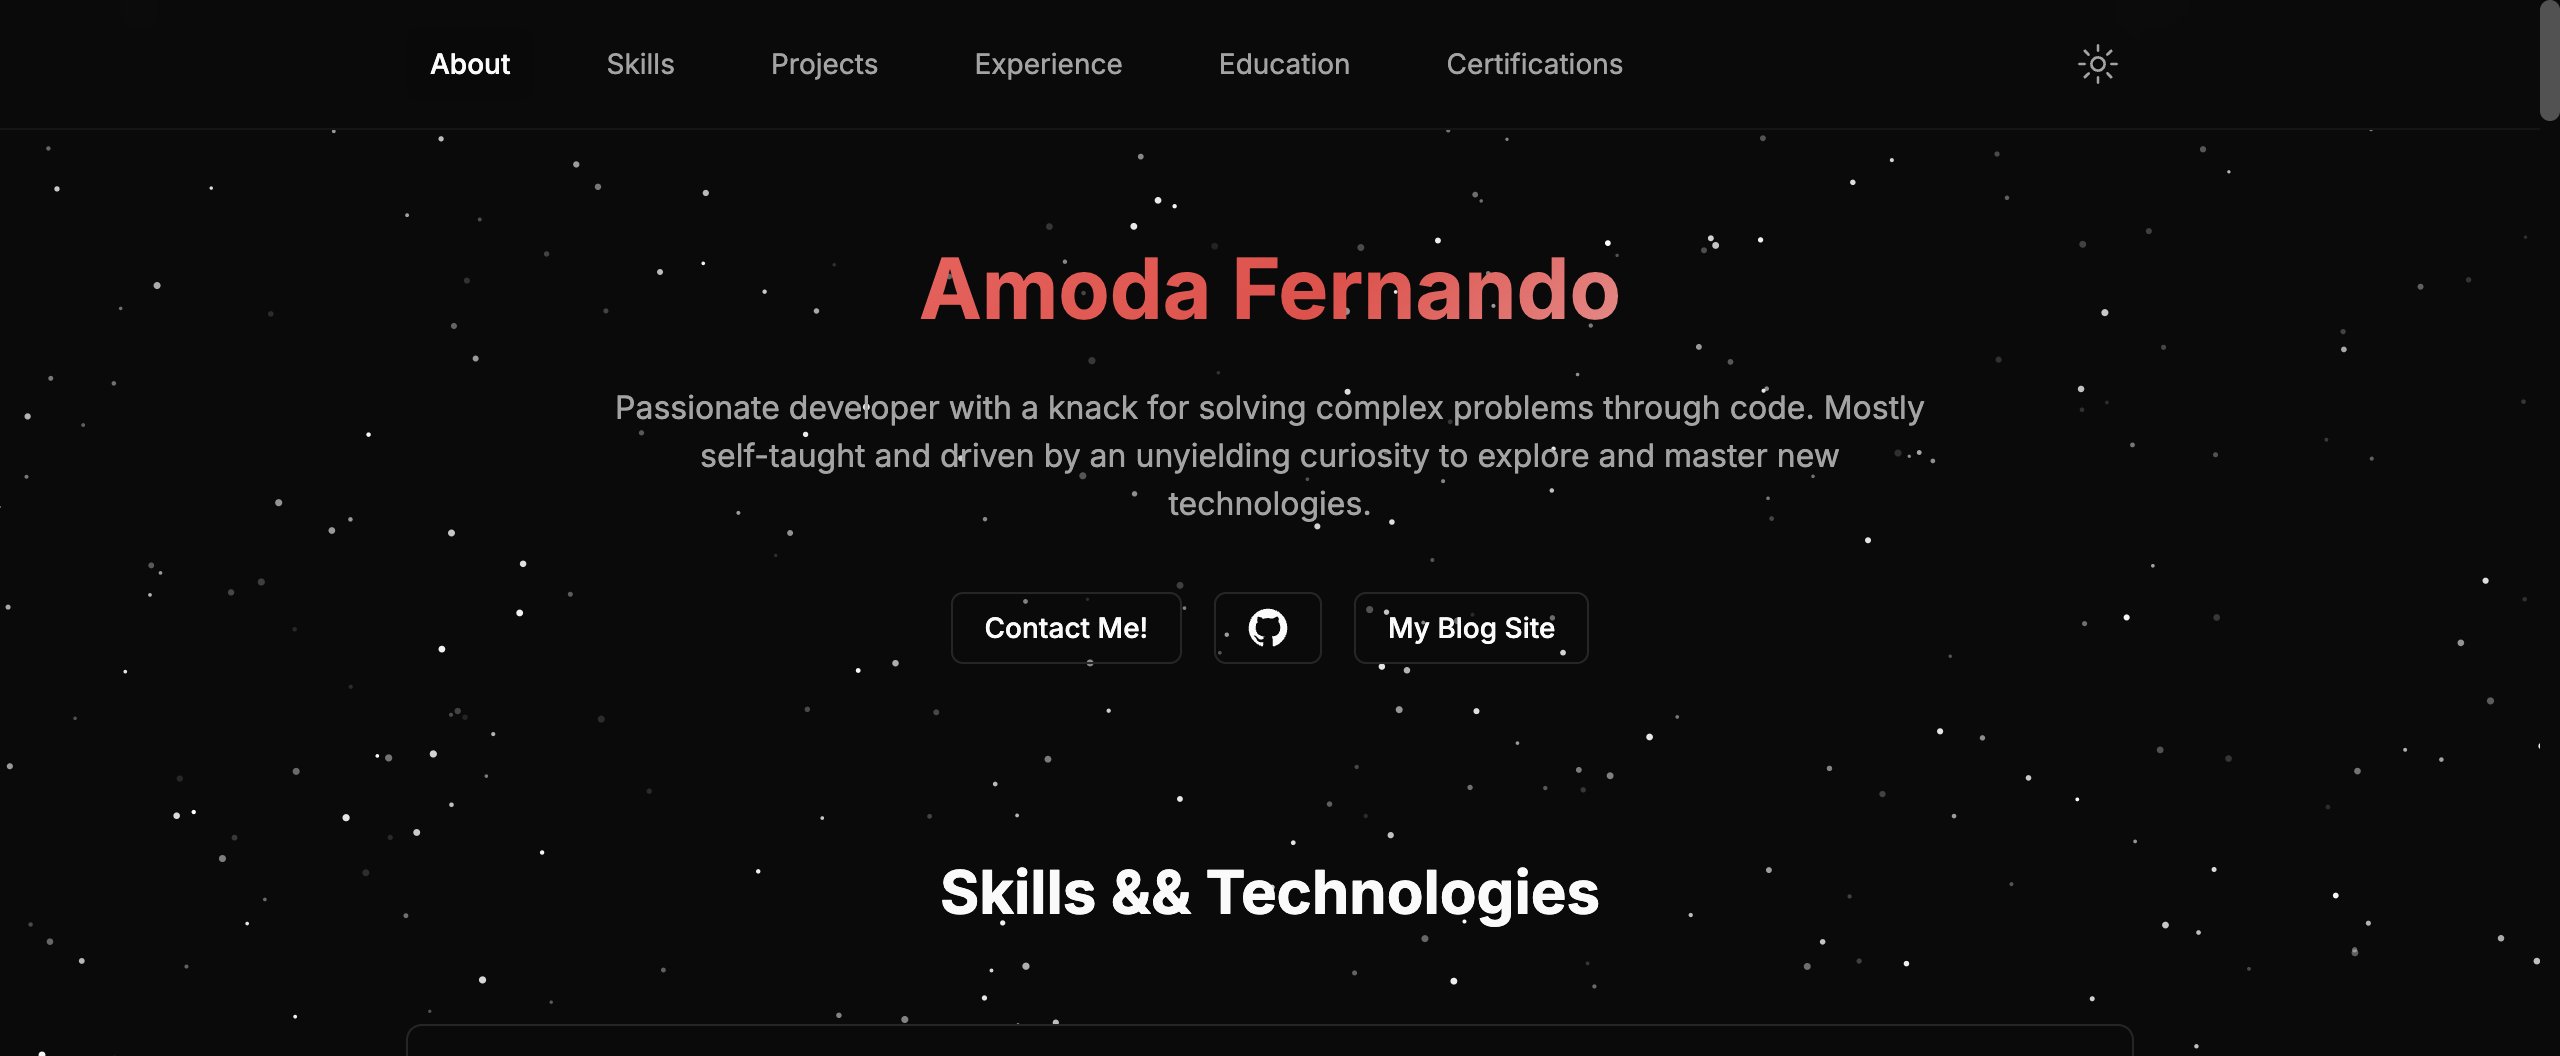 About Skills Projects Experience Education Certifications
Amoda Fernando
Passionate developer with a knack for solving complex problems through code. Mostly
self-taught and driven by an unyielding curiosity to explore and master new
technologies.
Contact Me! My Blog Site
Skills && Technologies